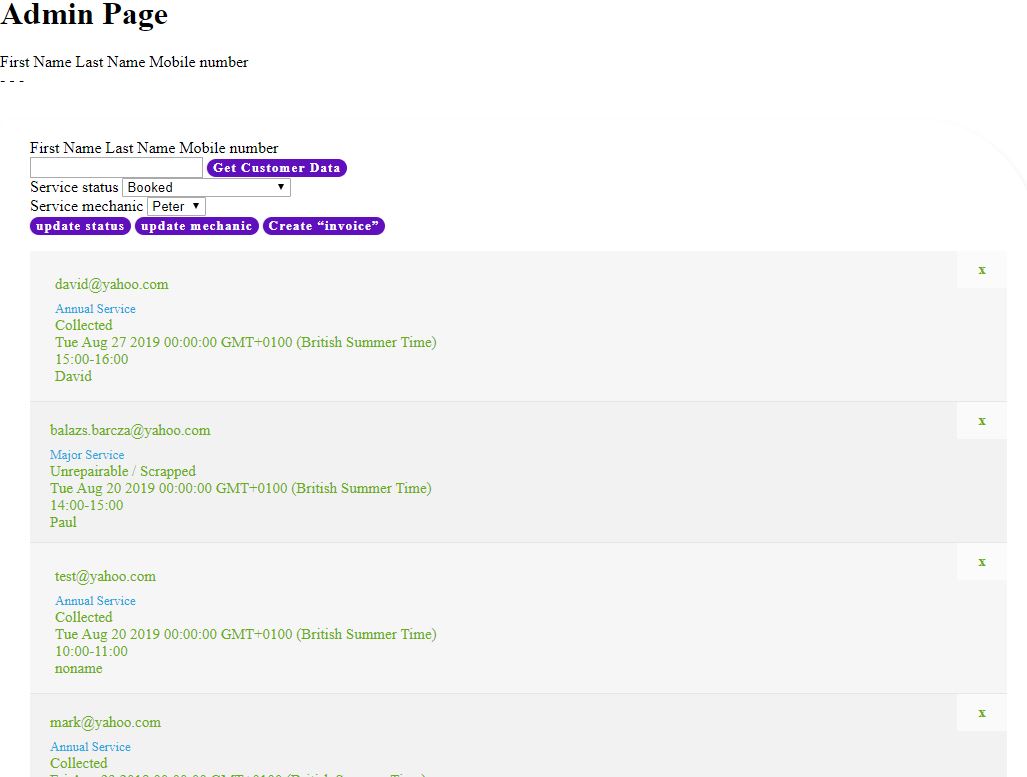 Admin Page
First Name Last Name Mobile number
- - -
First Name Last Name Mobile number
Get Customer Data
Service status Booked
Service mechanic Peter
update status update mechanic Create “invoice”
x
david@yahoo.com
Annual Service
Collected
Tue Aug 27 2019 00:00:00 GMT+0100 (British Summer Time)
15:00-16:00
David
x
balazs.barcza@yahoo.com
Major Service
Unrepairable / Scrapped
Tue Aug 20 2019 00:00:00 GMT+0100 (British Summer Time)
14:00-15:00
Paul
x
test@yahoo.com
Annual Service
Collected
Tue Aug 20 2019 00:00:00 GMT+0100 (British Summer Time)
10:00-11:00
noname
x
mark@yahoo.com
Annual Service
Collected